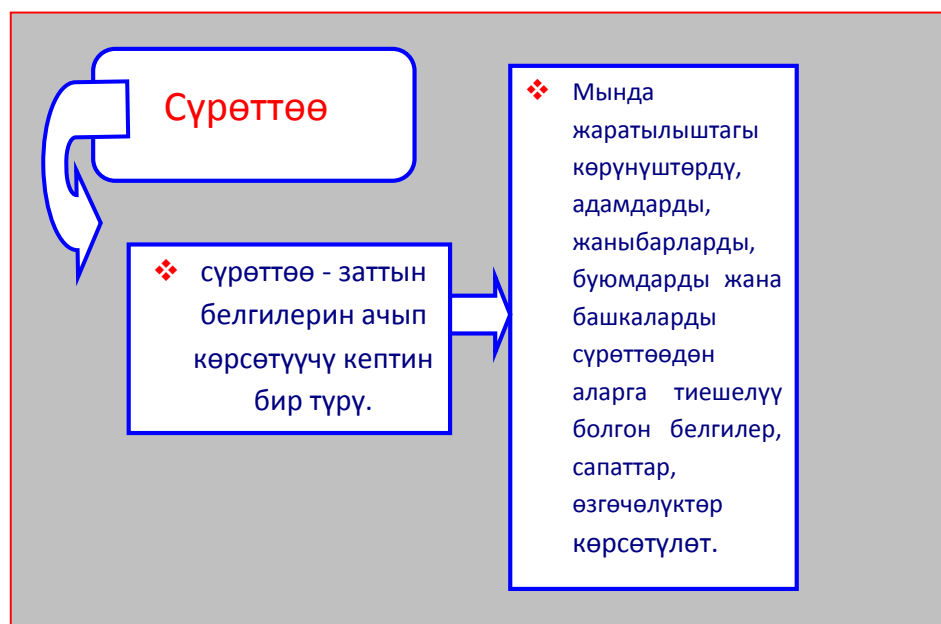 Сүрөттөө
❖ сүрөттөө - заттын
белгилерин ачып
көрсөтүүчү кептин
бир түрү.
❖ Мында
жаратылыштагы
көрүнүштөрдү,
адамдарды,
жаныбарларды,
буюмдарды жана
башкаларды
сүрөттөөдөн
аларга тиешелүү
болгон белгилер,
сапаттар,
өзгөчөлүктөр
көрсөтүлөт.